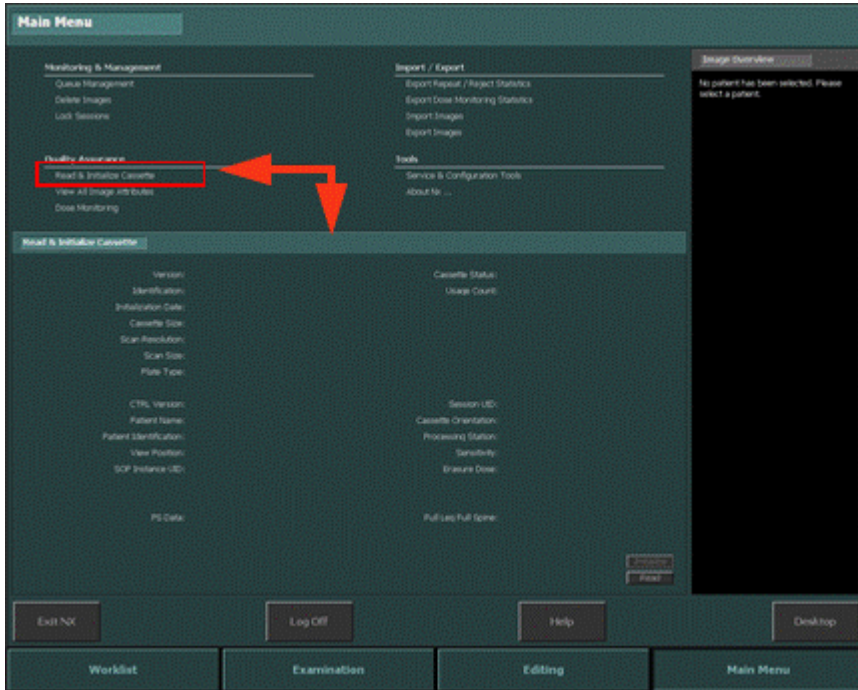 Main Menu
Monitoring & Management
Queue Management
Delete Images
Lock Sessions
Import / Export
Export Repeat / Reject Statistics
Export Dose Monitoring Statistics
Import Images
Export Images
Quality Assurance
Read & Initialize Cassette
View All Image Attributes
Dose Monitoring
Tools
Service & Configuration Tools
About Nx ...
Image Overview
No patient has been selected. Please
select a patient.
Read & Initialize Cassette
Version:
Identification:
Initialization Date:
Cassette Size:
Scan Resolution:
Scan Size:
Plate Type:
Cassette Status:
Usage Count:
CTRL Version:
Patient Name:
Patient Identification:
View Position:
SOP Instance UID:
Session UID:
Cassette Orientation:
Processing Station:
Sensitivity:
Erasure Dose:
PS Data:
Full Leg Full Spine:
Initialize
Read
Exit NX
Log Off
Help
Desktop
Worklist
Examination
Editing
Main Menu